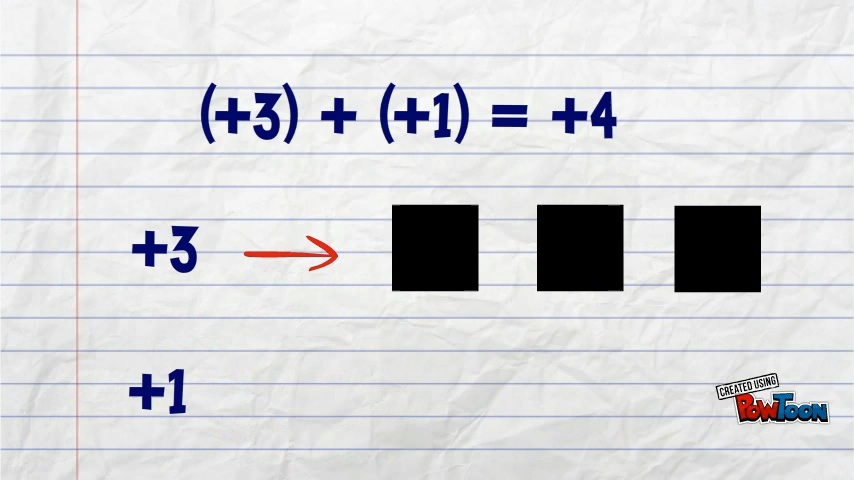 (+3) + (+1) = +4
+3
+1
CREATED USING
POWTOON